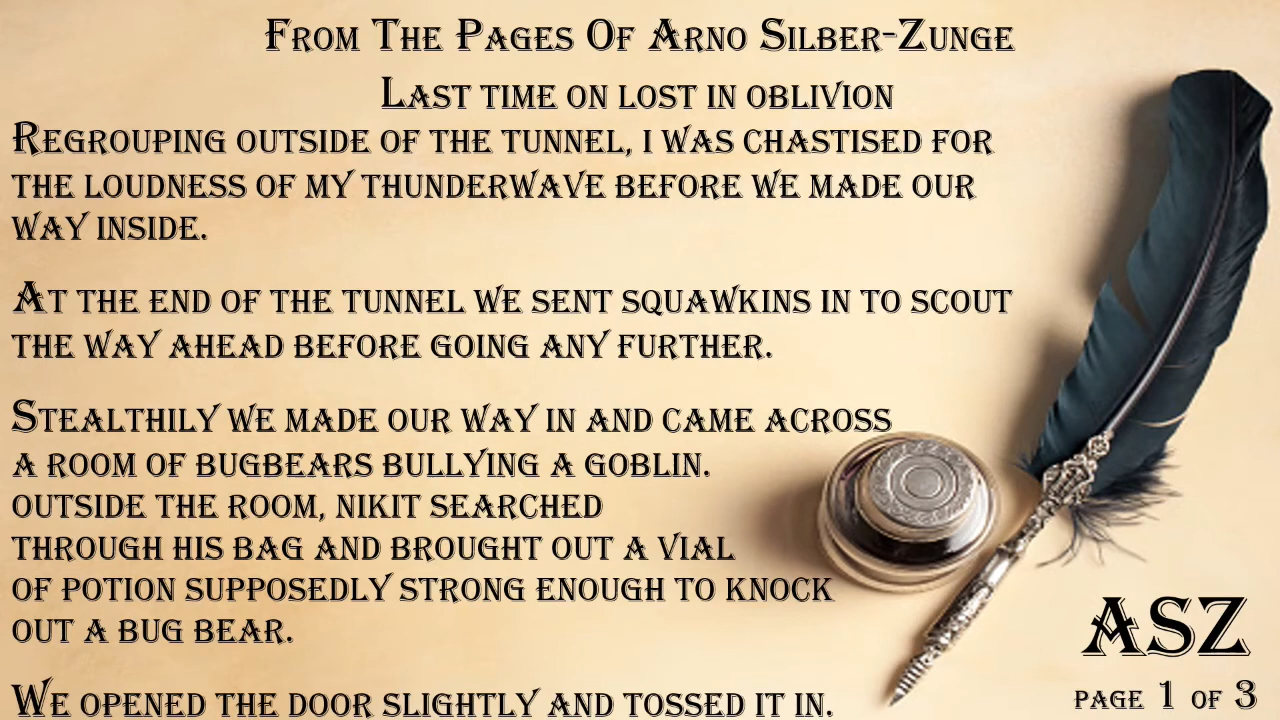 From The Pages Of Arno Silber-Zunge
Last time on lost in oblivion
Regrouping outside of the tunnel, I was chastised for
the loudness of my thunderwave before we made our
way inside.
At the end of the tunnel we sent Squawkins in to scout
the way ahead before going any further.
Stealthily we made our way in and came across
a room of bugbears bullying a goblin.
outside the room, Nikit searched
through his bag and brought out a vial
of potion supposedly strong enough to knock
out a bug bear.
We opened the door slightly and tossed it in.
ASZ
page 1 of 3